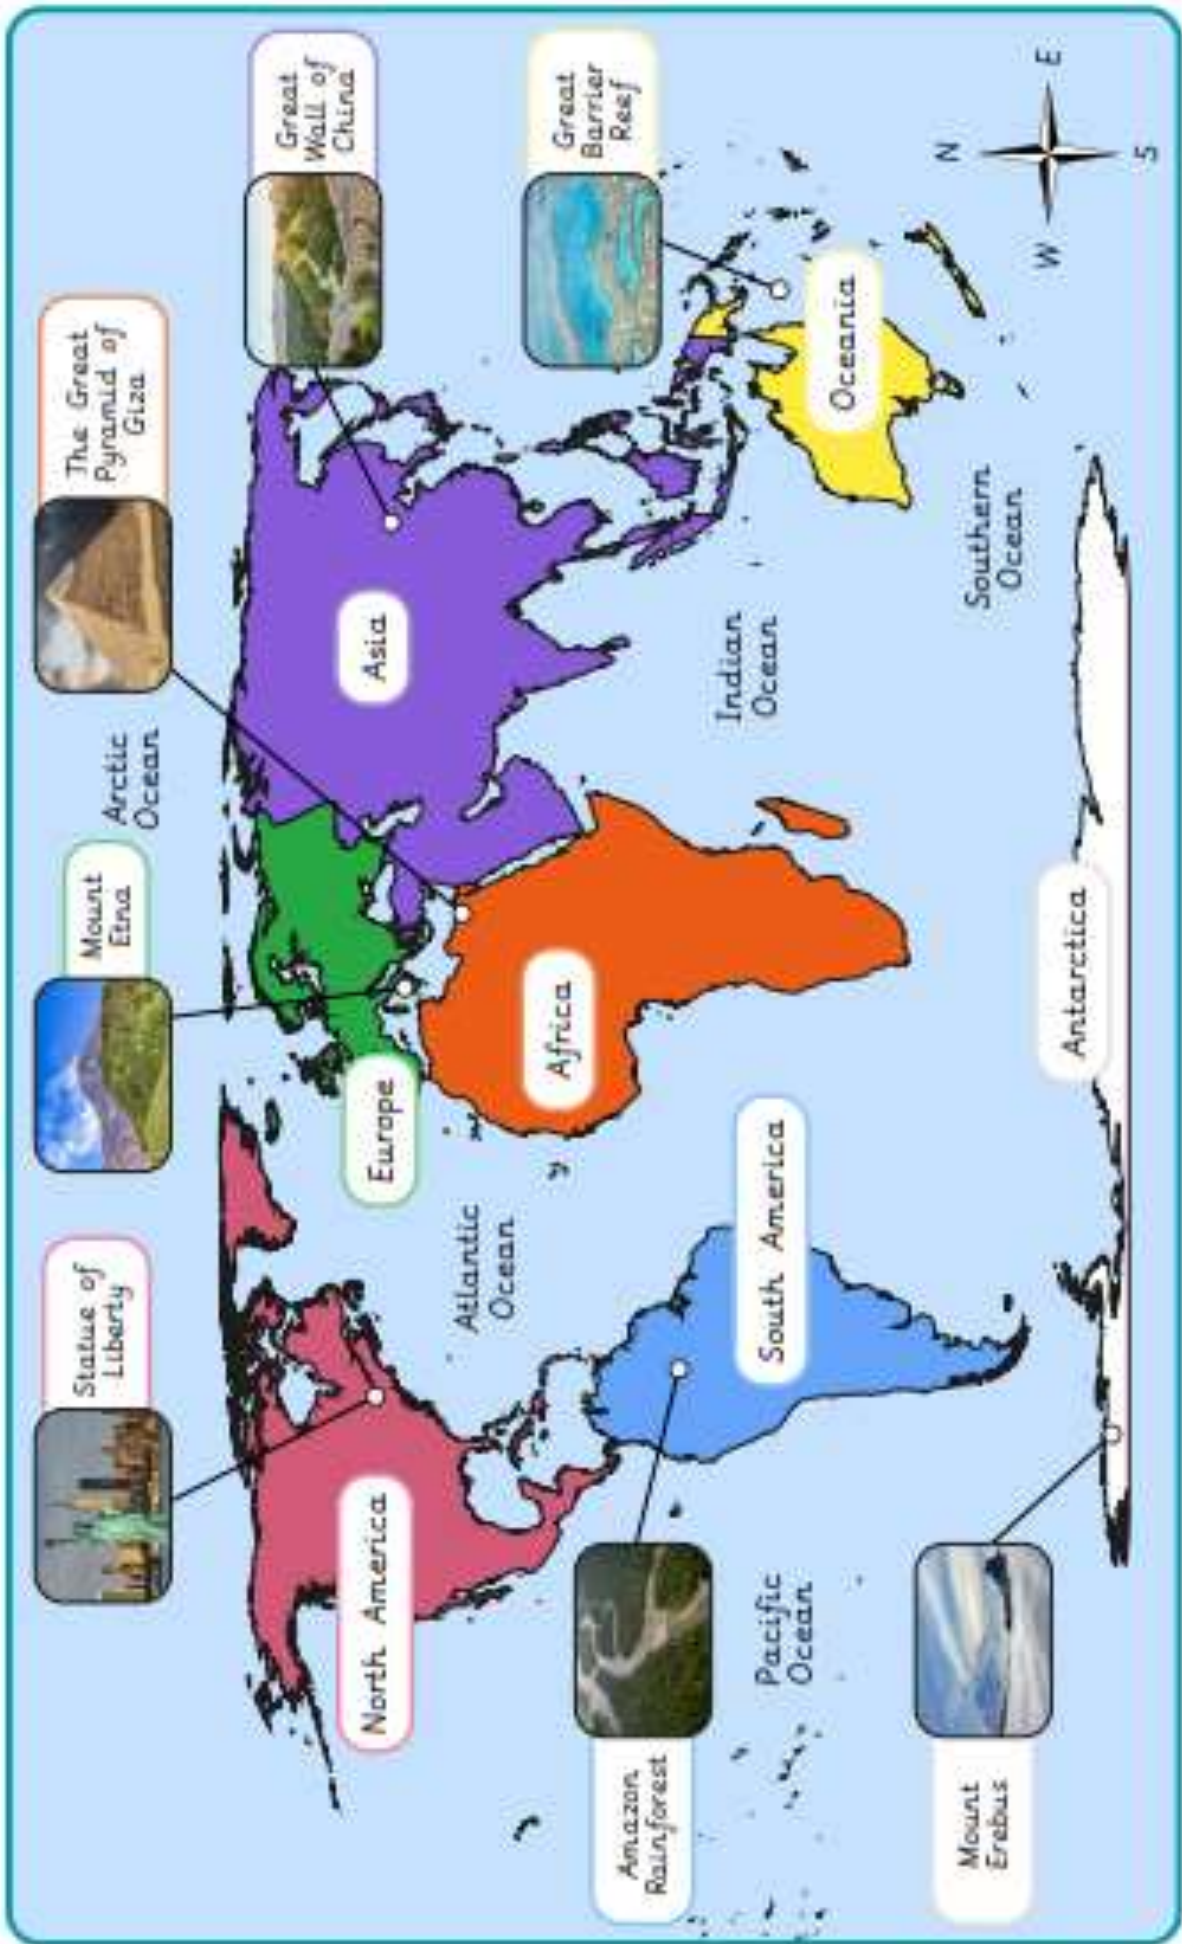 Statue of
Liberty
Mount
Etna
Arctic
Ocean
The Great
Pyramid of
Giza
Great
Wall of
China
North America
Europe
Asia
Atlantic
Ocean
Africa
Great
Barrier
Reef
Amazon
Rainforest
Pacific
Ocean
South America
Indian
Ocean
Oceania
Mount
Erebus
Southern
Ocean
Antarctica
N
W
E
S